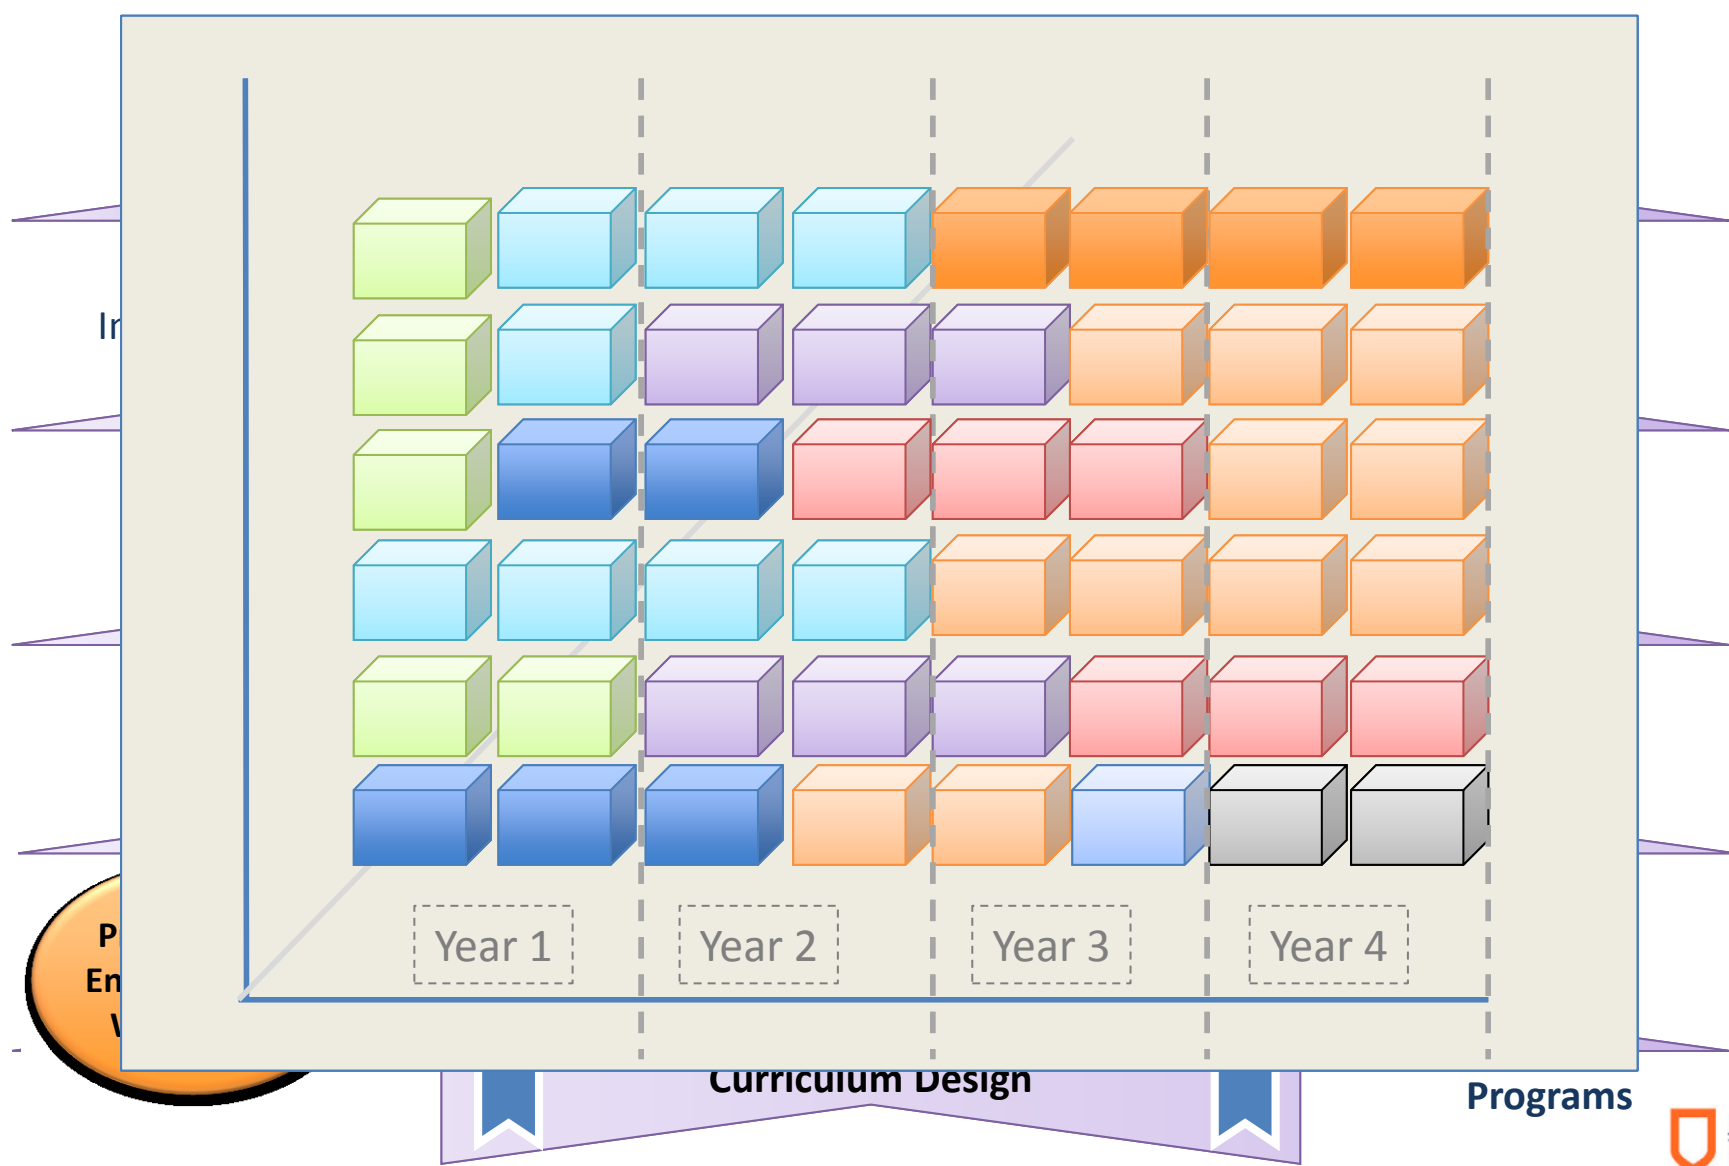 Year 1
Year 2
Year 3
Year 4
Curriculum Design
Programs